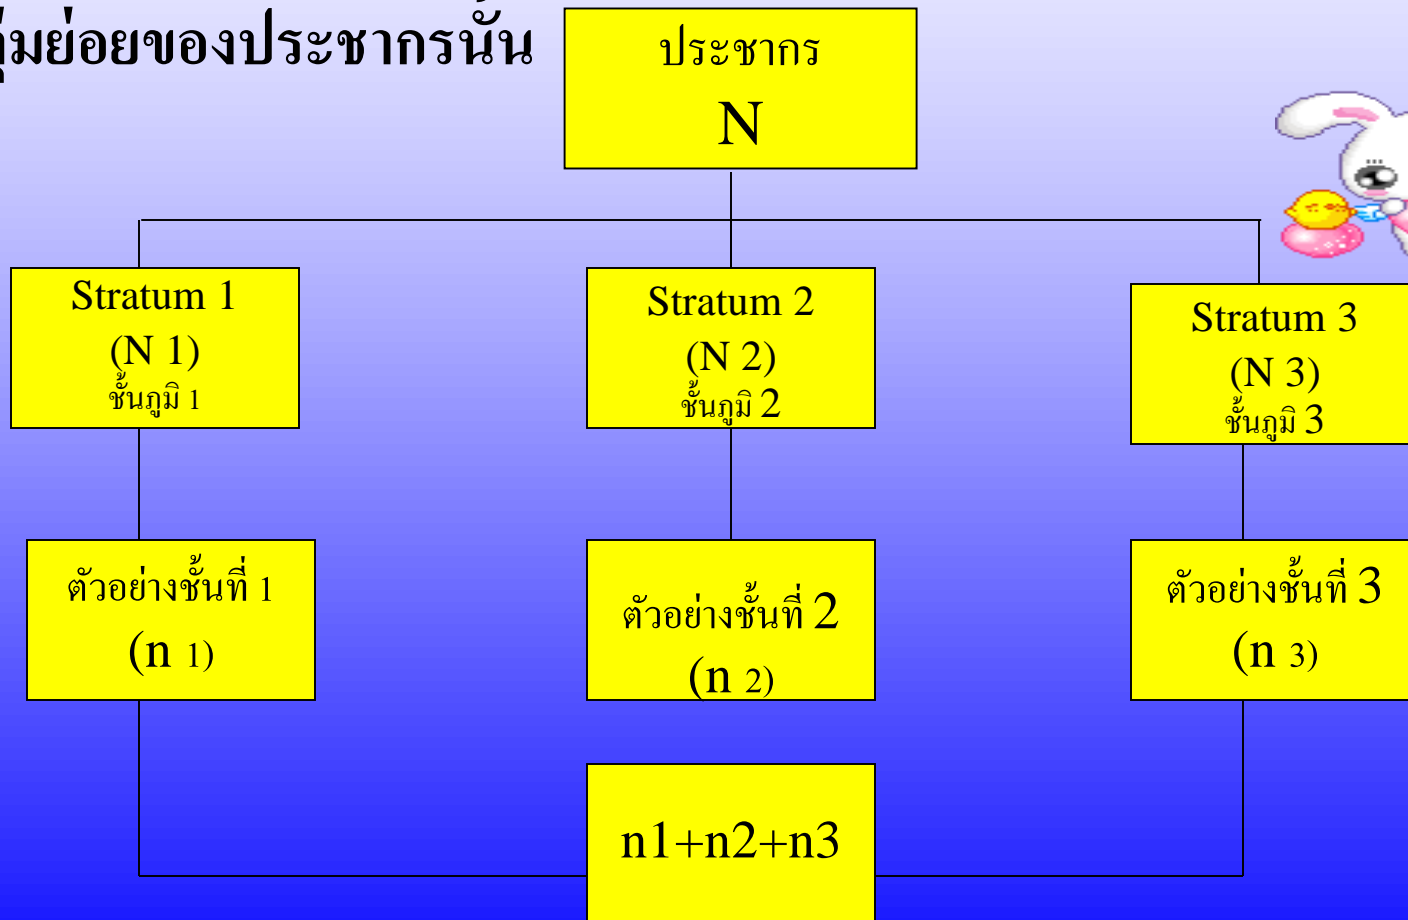 ย่อยของประชากรนั้น
ประชากร
N
Stratum 1
(N 1)
ชั้นภูมิ 1
Stratum 2
(N 2)
ชั้นภูมิ 2
Stratum 3
(N 3)
ชั้นภูมิ 3
ตัวอย่างชั้นที่ 1
(n 1)
ตัวอย่างชั้นที่ 2
(n 2)
ตัวอย่างชั้นที่ 3
(n 3)
n1+n2+n3